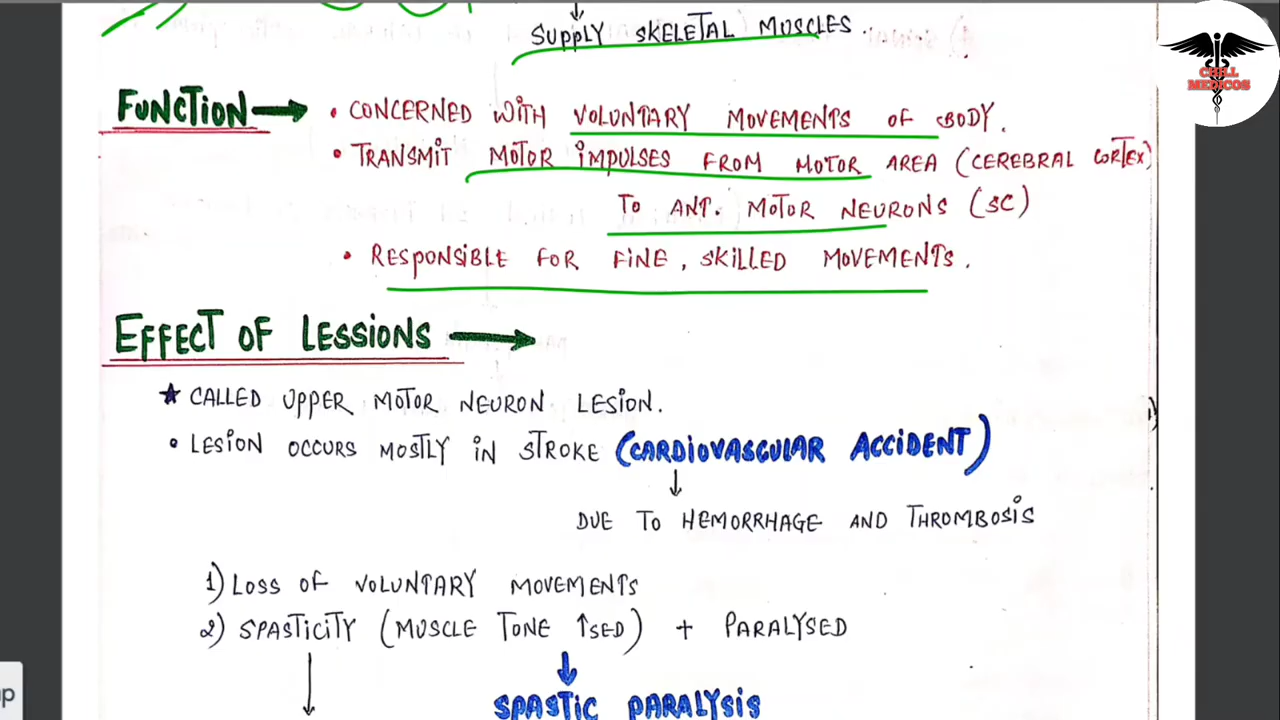 SUPPLY SKELETAL MUSCLES.
CHILL
MEDICOS
FUNCTION → • CONCERNED WITH VOLUNTARY MOVEMENTS OF BODY.
• TRANSMIT MOTOR IMPULSES FROM MOTOR AREA (CEREBRAL CORTEX)
TO ANT. MOTOR NEURONS (SC)
• RESPONSIBLE FOR FINE, SKILLED MOVEMENTS.
EFFECT OF LESSIONS →
★ CALLED UPPER MOTOR NEURON LESION.
• LESION OCCURS MOSTLY IN STROKE (CARDIOVASCULAR ACCIDENT)
↓
DUE TO HEMORRHAGE AND THROMBOSIS
1) LOSS OF VOLUNTARY MOVEMENTS
2) SPASTICITY (MUSCLE TONE ↑SED) + PARALYSED
SPASTIC PARALYSIS